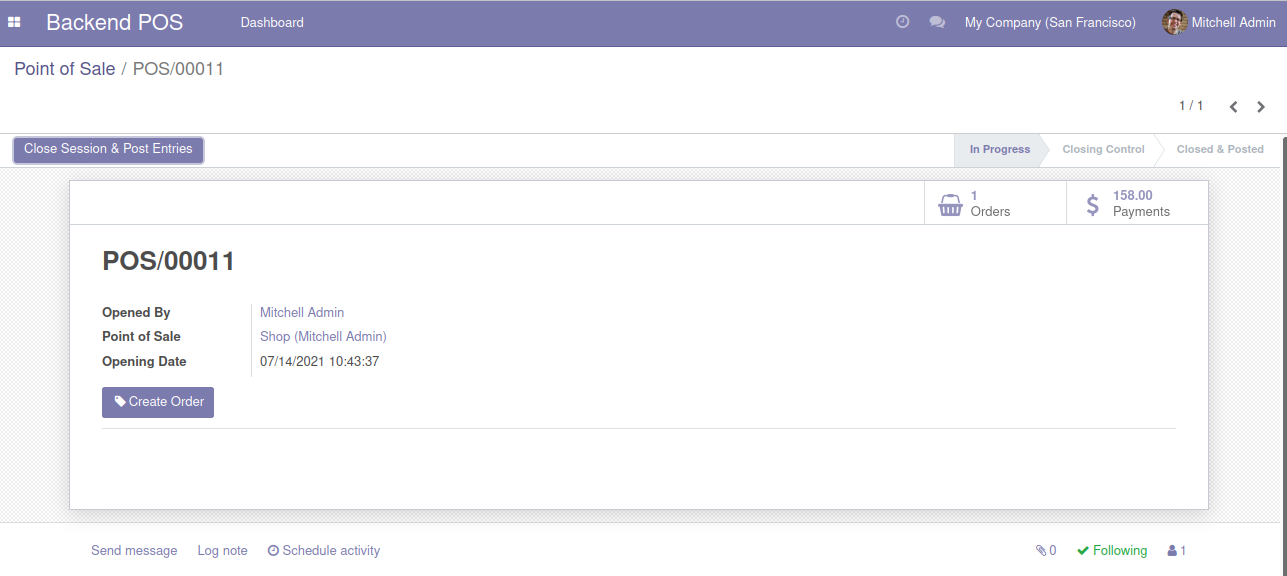 Backend POS Dashboard My Company (San Francisco) Mitchell Admin
Point of Sale / POS/00011
1 / 1
Close Session & Post Entries In Progress Closing Control Closed & Posted
1
Orders
158.00
Payments
POS/00011
Opened By Mitchell Admin
Point of Sale Shop (Mitchell Admin)
Opening Date 07/14/2021 10:43:37
Create Order
Send message Log note Schedule activity 0 Following 1